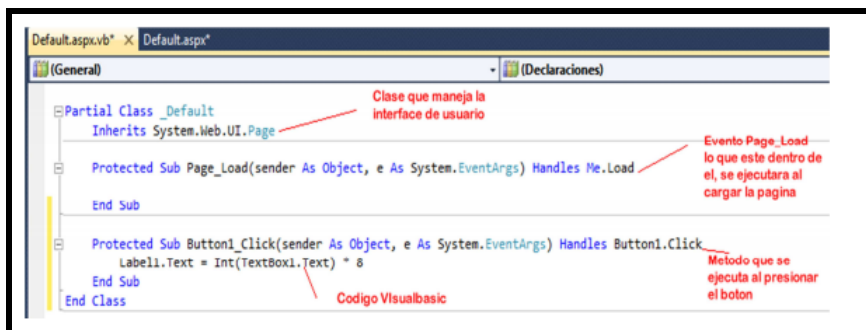 Default.aspx.vb* X Default.aspx*
(General) (Declaraciones)
Clase que maneja la
interface de usuario
Partial Class _Default
Inherits System.Web.UI.Page
Evento Page_Load
lo que este dentro de
el, se ejecutara al
cargar la pagina
Protected Sub Page_Load(sender As Object, e As System.EventArgs) Handles Me.Load
End Sub
Protected Sub Button1_Click(sender As Object, e As System.EventArgs) Handles Button1.Click
Label1.Text = Int(TextBox1.Text) * 8
End Sub
End Class
Codigo VIsualbasic
Metodo que se
ejecuta al presionar
el boton